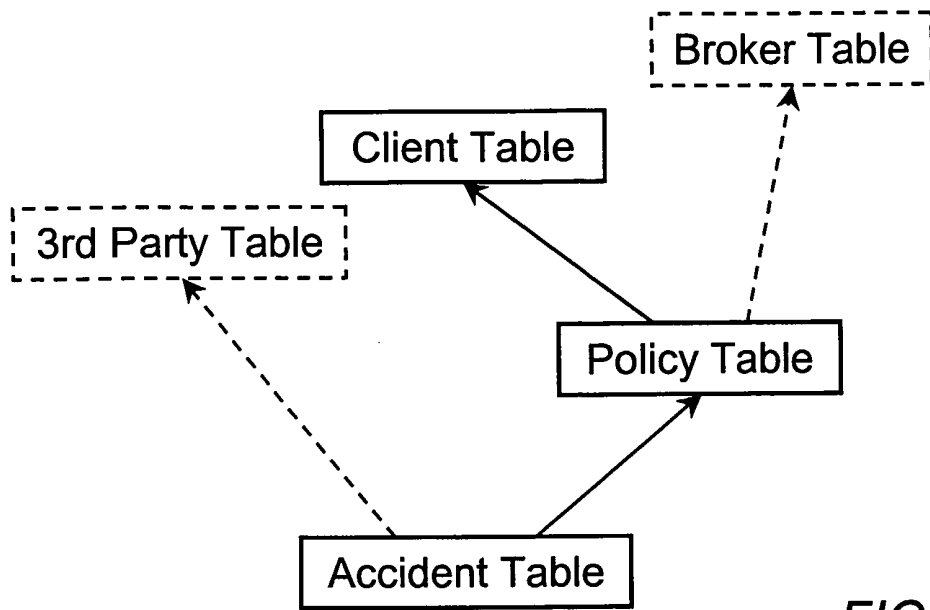 Broker Table
Client Table
3rd Party Table
Policy Table
Accident Table